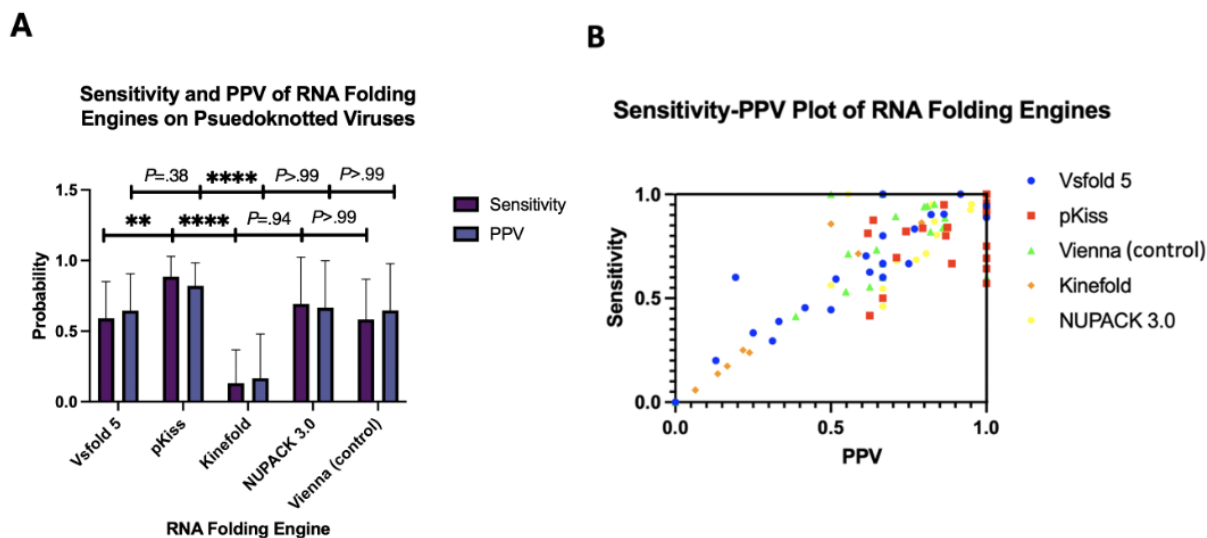 A
Sensitivity and PPV of RNA Folding
Engines on Psuedoknotted Viruses
P=.38 **** P>.99 P>.99
** **** P=.94 P>.99
1.5
1.0
0.5
0.0
Probability
Vsfold 5
pKiss
Kinefold
NUPACK 3.0
Vienna (control)
RNA Folding Engine
Sensitivity
PPV
B
Sensitivity-PPV Plot of RNA Folding Engines
1.0
0.5
0.0
Sensitivity
0.0 0.5 1.0
PPV
Vsfold 5
pKiss
Vienna (control)
Kinefold
NUPACK 3.0